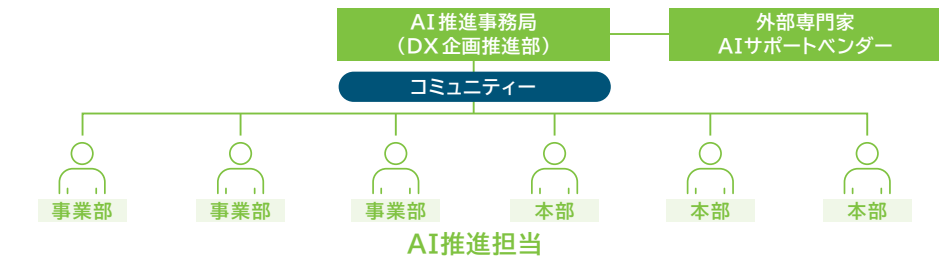 AI推進事務局
（DX企画推進部）
外部専門家
AIサポートベンダー
コミュニティー
事業部
事業部
事業部
本部
本部
本部
AI推進担当